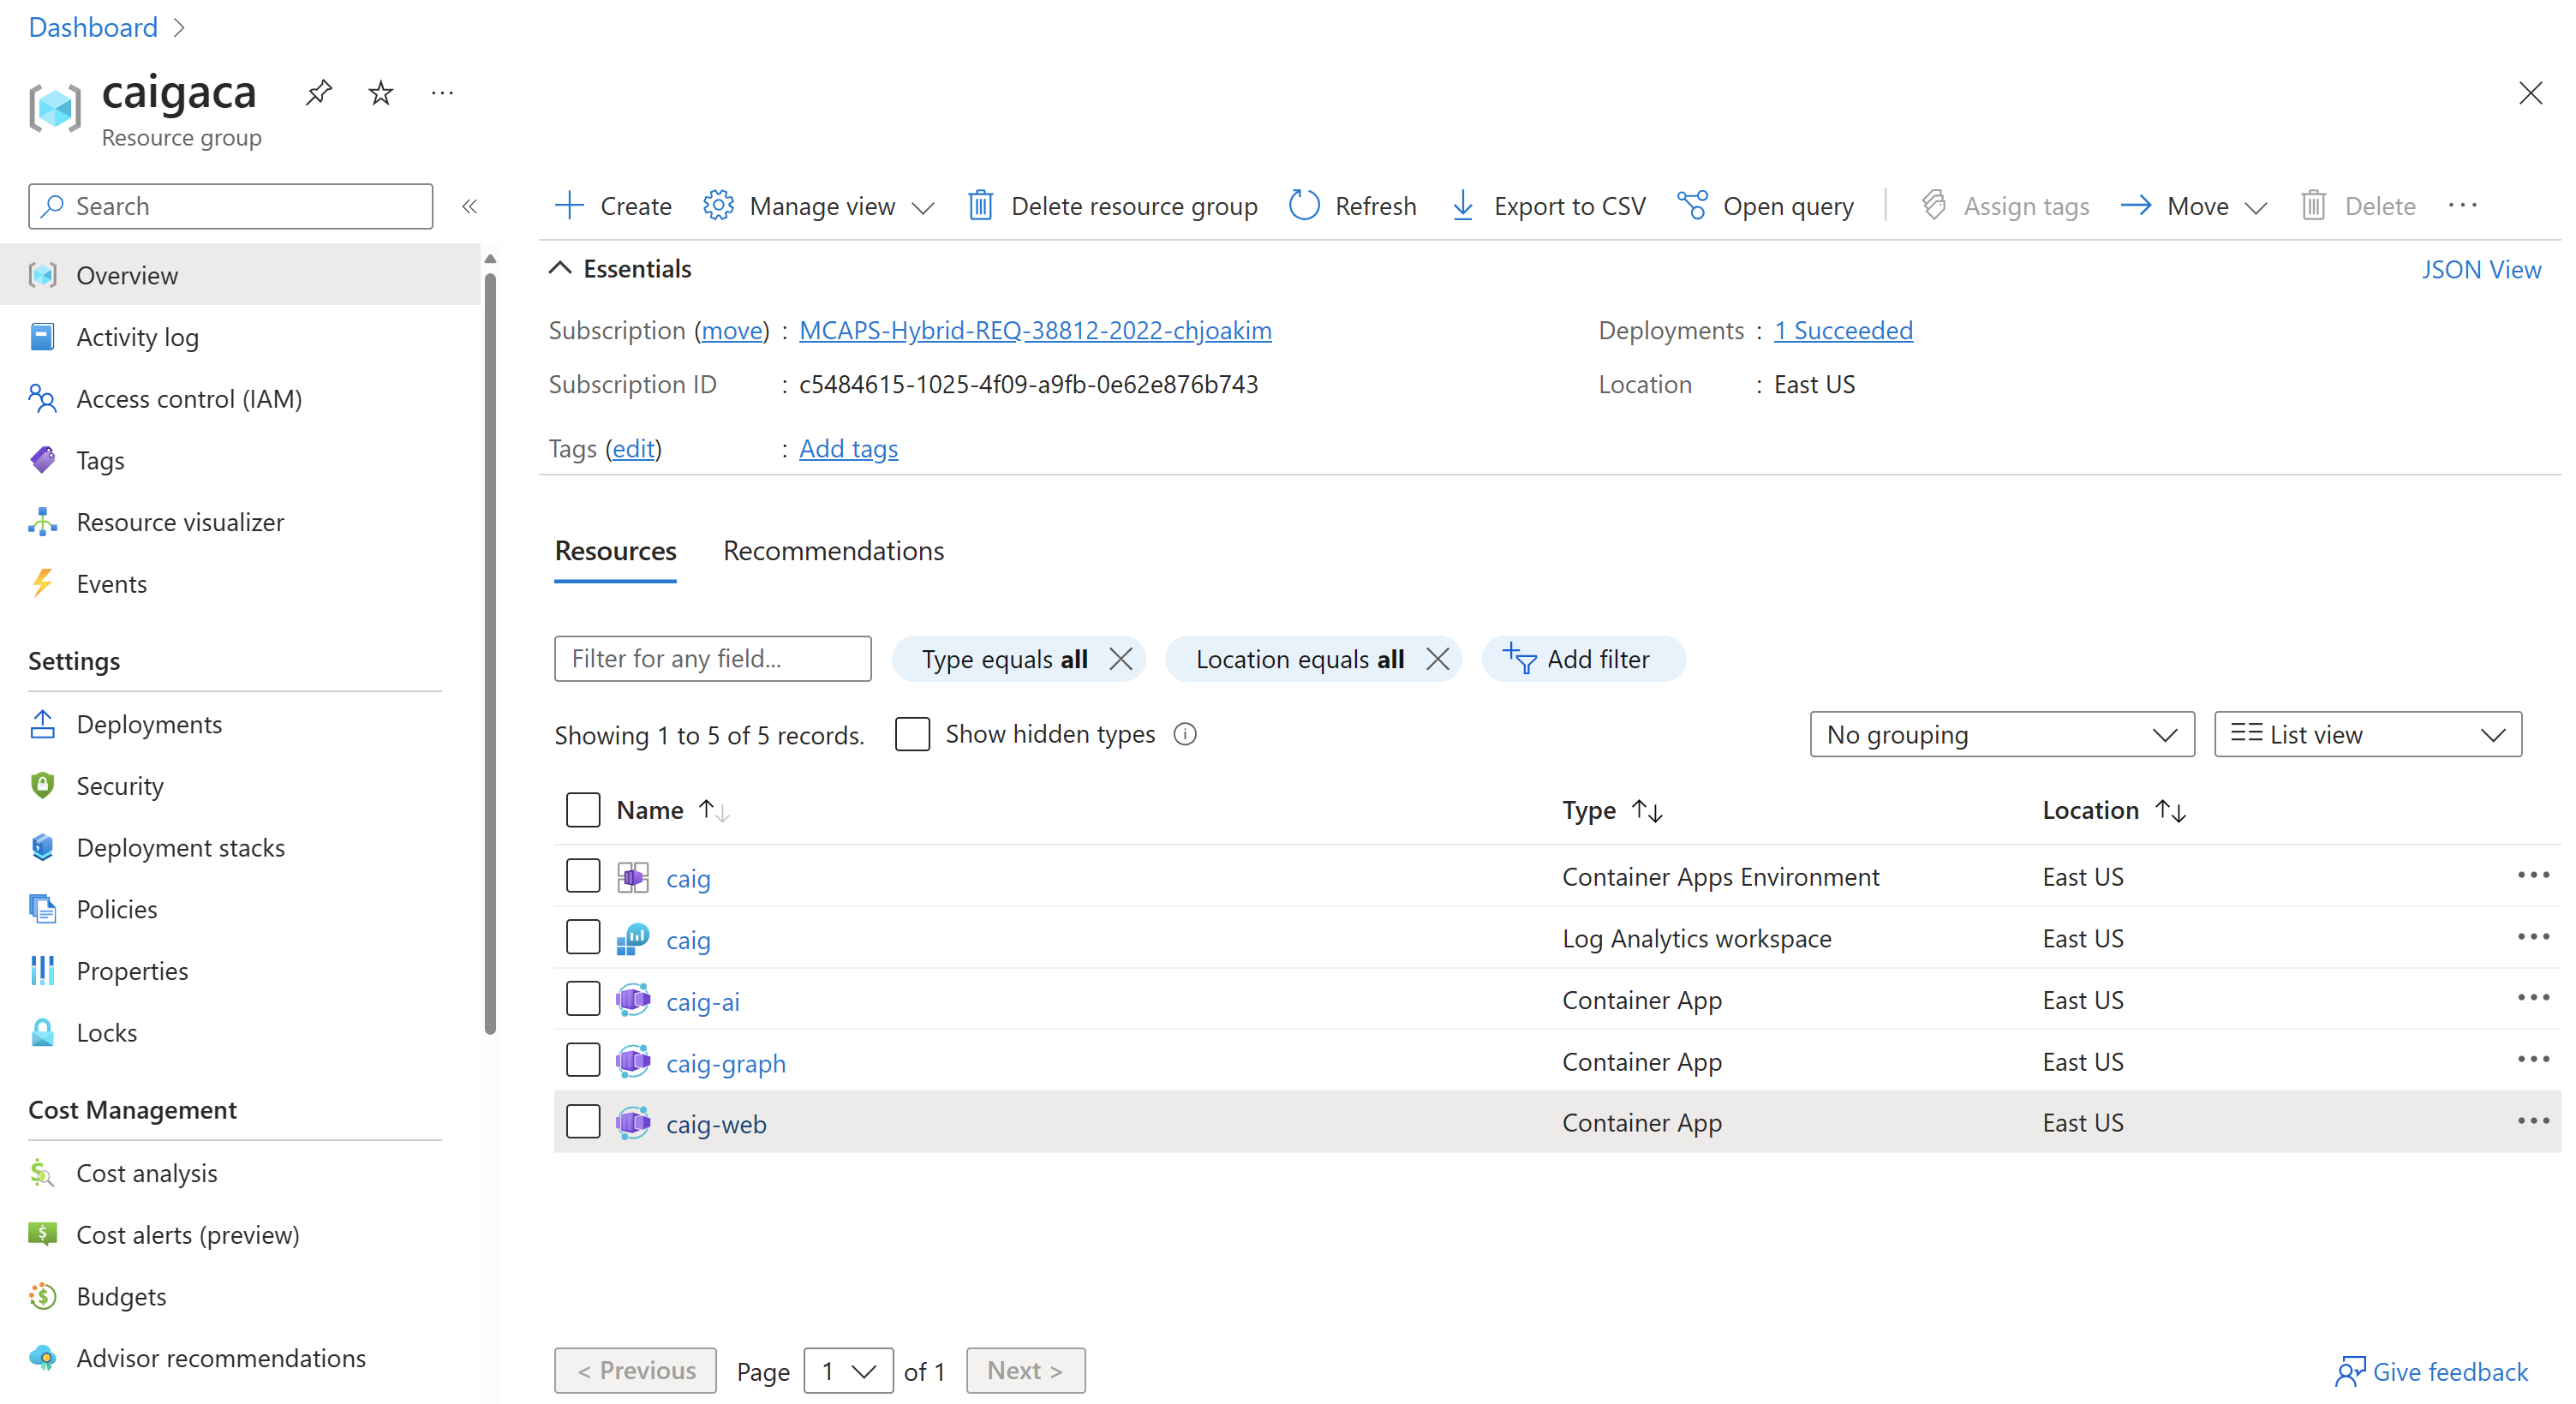 Dashboard
caigaca
Resource group
Search
Create Manage view Delete resource group Refresh Export to CSV Open query Assign tags Move Delete
Overview
Activity log
Access control (IAM)
Tags
Resource visualizer
Events
Settings
Deployments
Security
Deployment stacks
Policies
Properties
Locks
Cost Management
Cost analysis
Cost alerts (preview)
Budgets
Advisor recommendations
Essentials JSON View
Subscription (move) : MCAPS-Hybrid-REQ-38812-2022-chjoakim Deployments : 1 Succeeded
Subscription ID : c5484615-1025-4f09-a9fb-0e62e876b743 Location : East US
Tags (edit) : Add tags
Resources Recommendations
Filter for any field... Type equals all Location equals all Add filter
Showing 1 to 5 of 5 records. Show hidden types No grouping List view
Name Type Location
caig Container Apps Environment East US
caig Log Analytics workspace East US
caig-ai Container App East US
caig-graph Container App East US
caig-web Container App East US
< Previous Page 1 of 1 Next > Give feedback